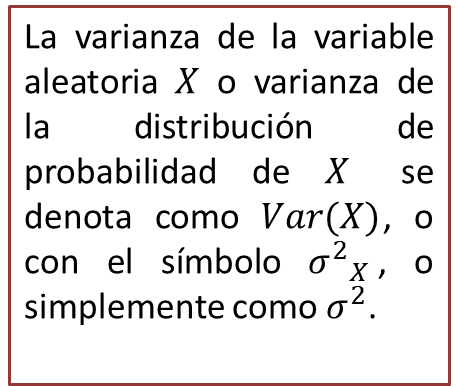 La varianza de la variable
aleatoria 𝑋 o varianza de
la distribución de
probabilidad de 𝑋 se
denota como 𝑉𝑎𝑟(𝑋), o
con el símbolo 𝜎²ₓ , o
simplemente como 𝜎².